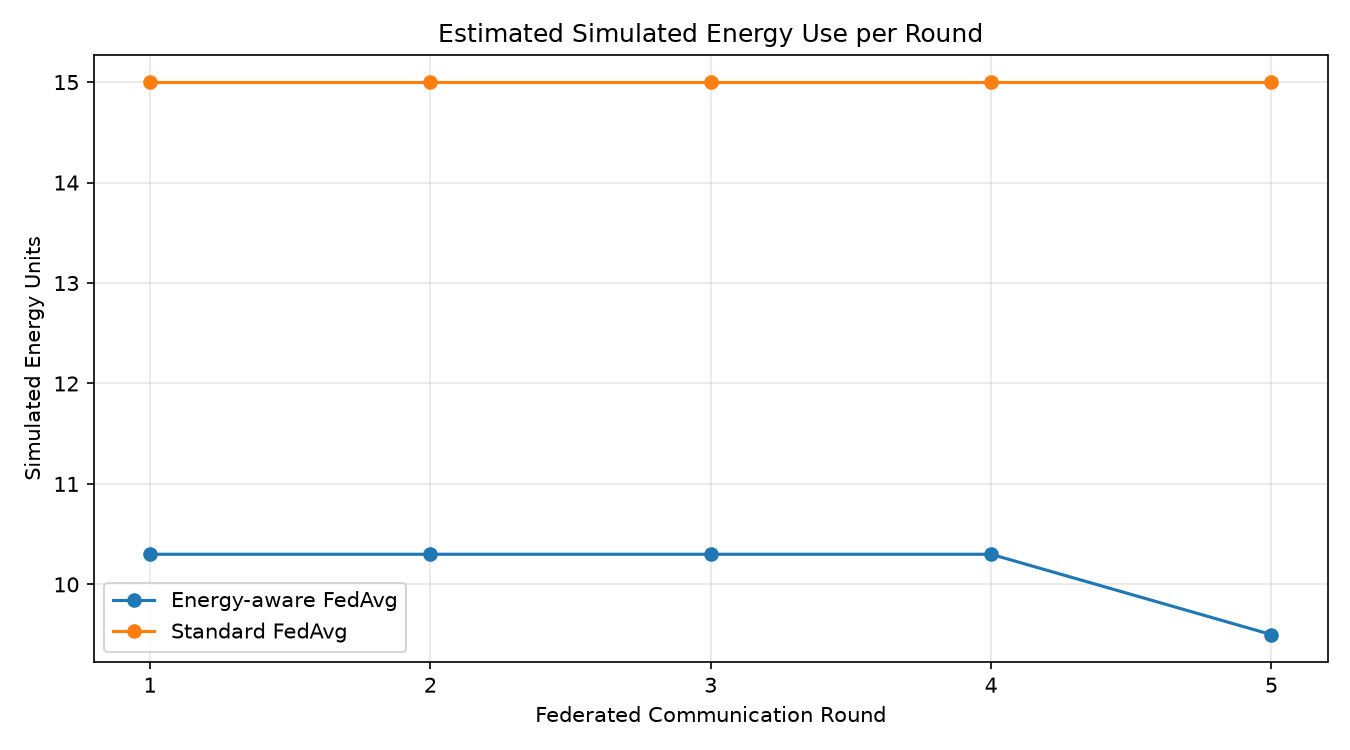 Estimated Simulated Energy Use per Round
Simulated Energy Units
15
14
13
12
11
10
Energy-aware FedAvg
Standard FedAvg
1 2 3 4 5
Federated Communication Round